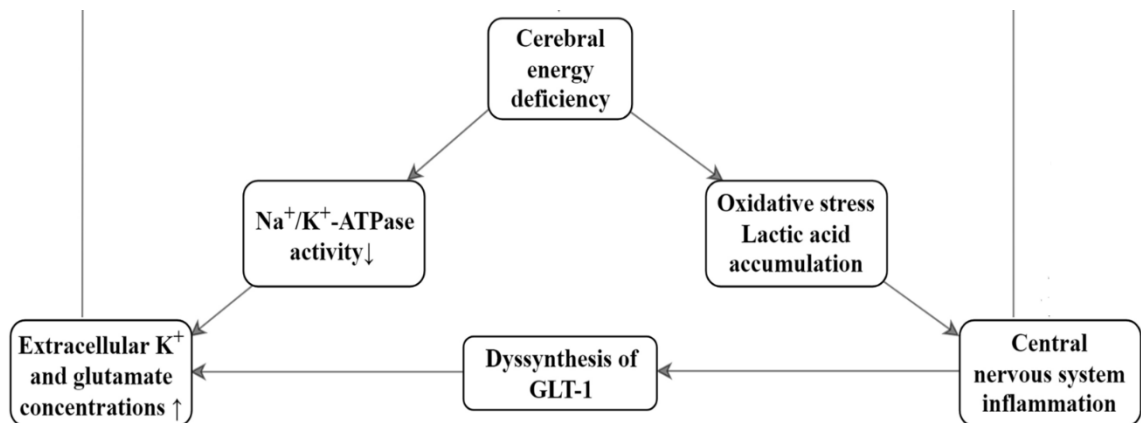 Cerebral
energy
deficiency
Na⁺/K⁺-ATPase
activity↓
Oxidative stress
Lactic acid
accumulation
Extracellular K⁺
and glutamate
concentrations ↑
Dyssynthesis of
GLT-1
Central
nervous system
inflammation